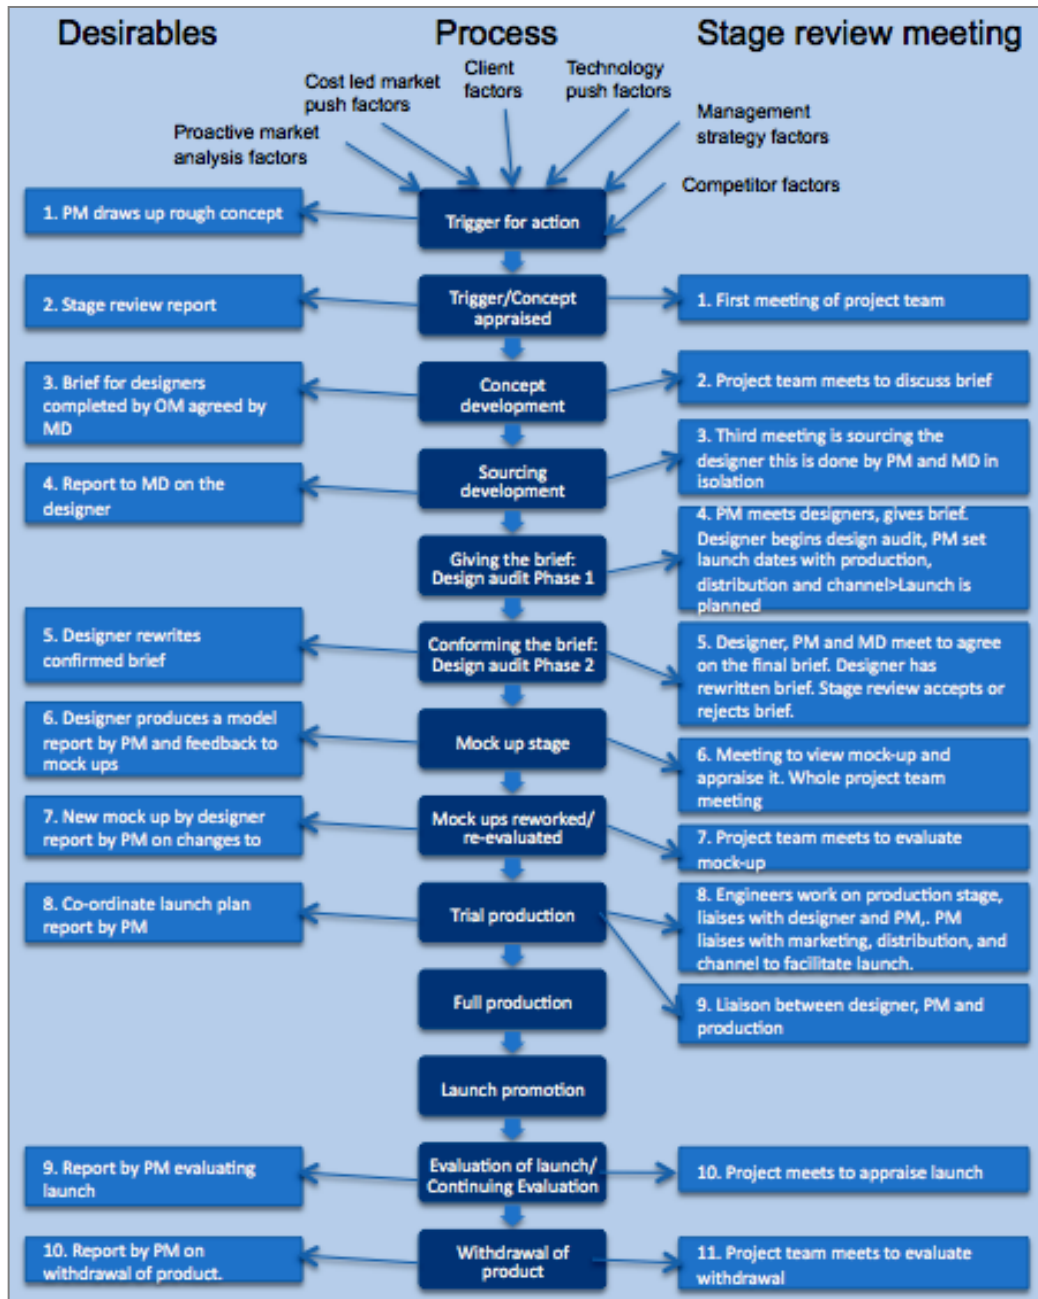 Desirables
Process
Stage review meeting
Cost led market
push factors
Client
factors
Technology
push factors
Management
strategy factors
Proactive market
analysis factors
Competitor factors
1. PM draws up rough concept
Trigger for action
2. Stage review report
Trigger/Concept
appraised
1. First meeting of project team
3. Brief for designers
completed by OM agreed by
MD
Concept
development
2. Project team meets to discuss brief
4. Report to MD on the
designer
Sourcing
development
3. Third meeting is sourcing the
designer this is done by PM and MD in
isolation
Giving the brief:
Design audit Phase 1
4. PM meets designers, gives brief.
Designer begins design audit, PM set
launch dates with production,
distribution and channel>Launch is
planned
5. Designer rewrites
confirmed brief
Conforming the brief:
Design audit Phase 2
5. Designer, PM and MD meet to agree
on the final brief. Designer has
rewritten brief. Stage review accepts or
rejects brief.
6. Designer produces a model
report by PM and feedback to
mock ups
Mock up stage
6. Meeting to view mock-up and
appraise it. Whole project team
meeting
7. New mock up by designer
report by PM on changes to
Mock ups reworked/
re-evaluated
7. Project team meets to evaluate
mock-up
8. Co-ordinate launch plan
report by PM
Trial production
8. Engineers work on production stage,
liaises with designer and PM,. PM
liaises with marketing, distribution, and
channel to facilitate launch.
Full production
9. Liaison between designer, PM and
production
Launch promotion
9. Report by PM evaluating
launch
Evaluation of launch/
Continuing Evaluation
10. Project meets to appraise launch
10. Report by PM on
withdrawal of product.
Withdrawal of
product
11. Project team meets to evaluate
withdrawal